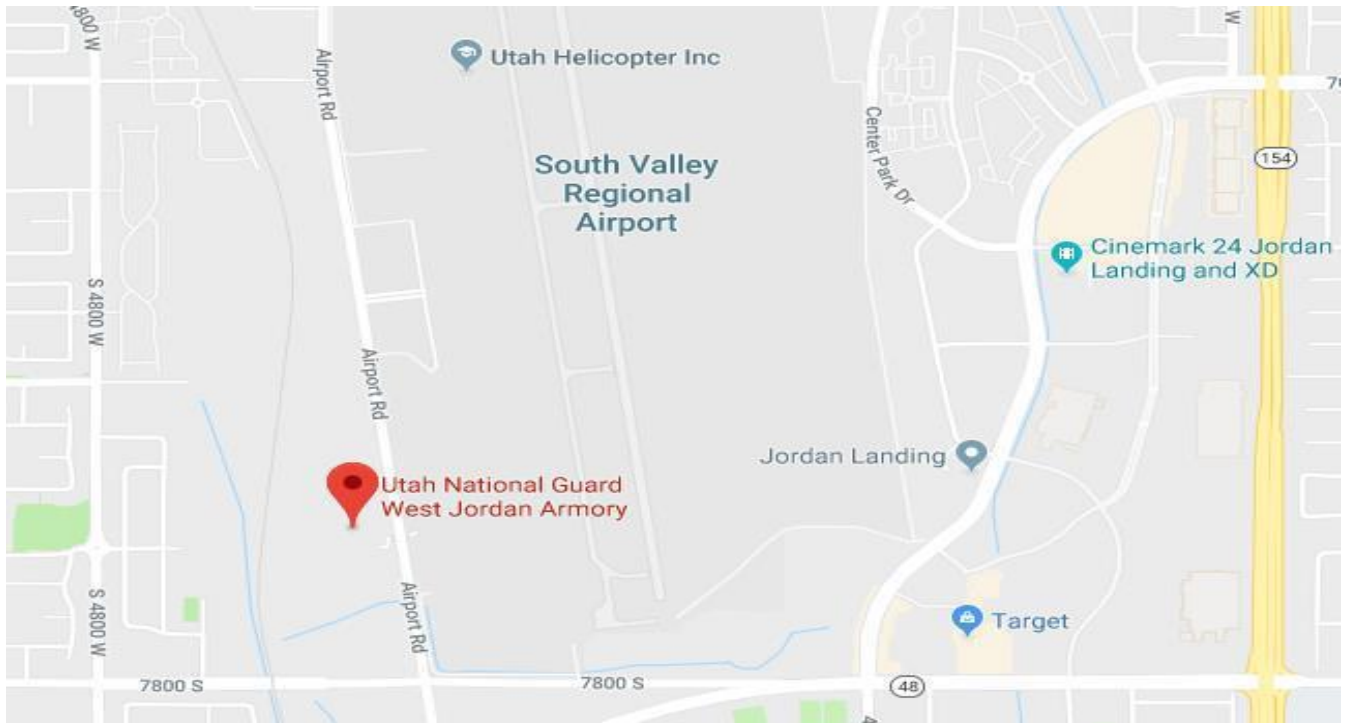 4800 W
Airport Rd
Utah Helicopter Inc
W
South Valley
Regional
Airport
Center Park Dr
154
Cinemark 24 Jordan
Landing and XD
S 4800 W
Airport Rd
Jordan Landing
Utah National Guard
West Jordan Armory
S 4800 W
Airport Rd
Target
7800 S
7800 S
48